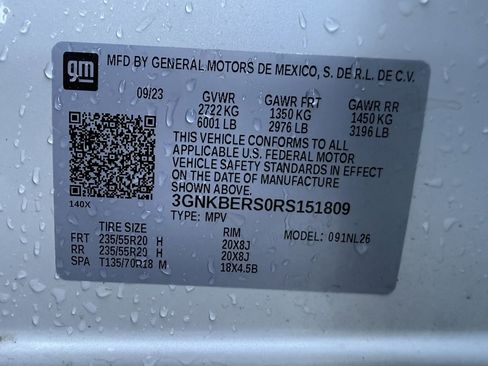 gm
MFD BY GENERAL MOTORS DE MEXICO, S. DE R.L. DE C.V.
09/23 GVWR GAWR FRT GAWR RR
2722 KG 1350 KG 1450 KG
6001 LB 2976 LB 3196 LB
THIS VEHICLE CONFORMS TO ALL
APPLICABLE U.S. FEDERAL MOTOR
VEHICLE SAFETY STANDARDS IN EFFECT
ON THE DATE OF MANUFACTURE
SHOWN ABOVE.
140X 3GNKBERS0RS151809
TYPE: MPV
TIRE SIZE RIM MODEL: 091NL26
FRT 235/55R20 H 20X8J
RR 235/55R20 H 20X8J
SPA T135/70R18 M 18X4.5B